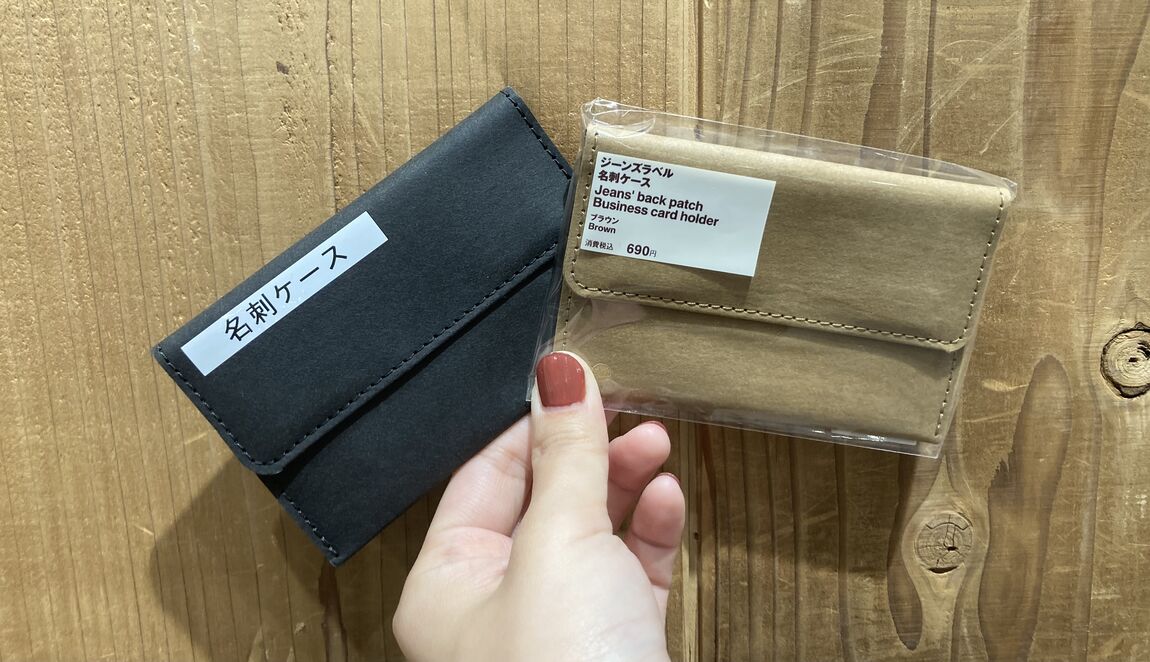 名刺ケース
ジーンズラベル
名刺ケース
Jeans' back patch
Business card holder
ブラウン
Brown
消費税込 690円